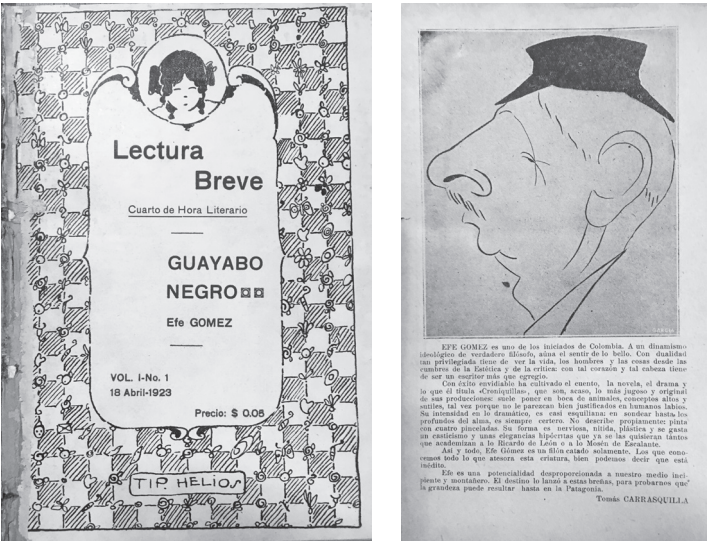 Lectura
Breve
Cuarto de Hora Literario
GUAYABO
NEGRO
Efe GOMEZ
VOL. I-No. 1
18 Abril-1923
Precio: $ 0.05
TIP. HELIOS
EFE GOMEZ es uno de los iniciados de Colombia. A un dinamismo
ideológico de verdadero filósofo, aúna el sentir de lo bello. Con dualidad
tan privilegiada tiene de ver la vida, los hombres y las cosas desde las
cumbres de la Estética y de la crítica: con tal corazón y tal cabeza tiene
de ser un escritor más que egregio.
Con éxito envidiable ha cultivado el cuento, la novela, el drama y
lo que él titula «Croniquillas», que son, acaso, lo más jugoso y original
de sus producciones: suele poner en boca de animales, conceptos altos y
sutiles, tal vez porque no le parezcan bien justificados en humanos labios.
Su intensidad en lo dramático, es casi esquiliana: en sondear hasta los
profundos del alma, es siempre certero. No describe propiamente: pinta
con cuatro pinceladas. Su forma es nerviosa, nítida, plástica y se gasta
un casticismo y unas elegancias hipócritas que ya se las quisieran tántos
que academizan a lo Ricardo de León o a lo Mosén de Escalante.
Así y todo, Efe Gómez es un filón catado solamente. Los que cono-
cemos todo lo que atesora esta cristura, bien podemos decir que está
inédito.
Efe es una potencialidad desproporcionada a nuestro medio inci-
piente y montañero. El destino lo lanzó a estas breñas, para probarnos que
la grandeza puede resultar hasta en la Patagonia.
Tomás CARRASQUILLA